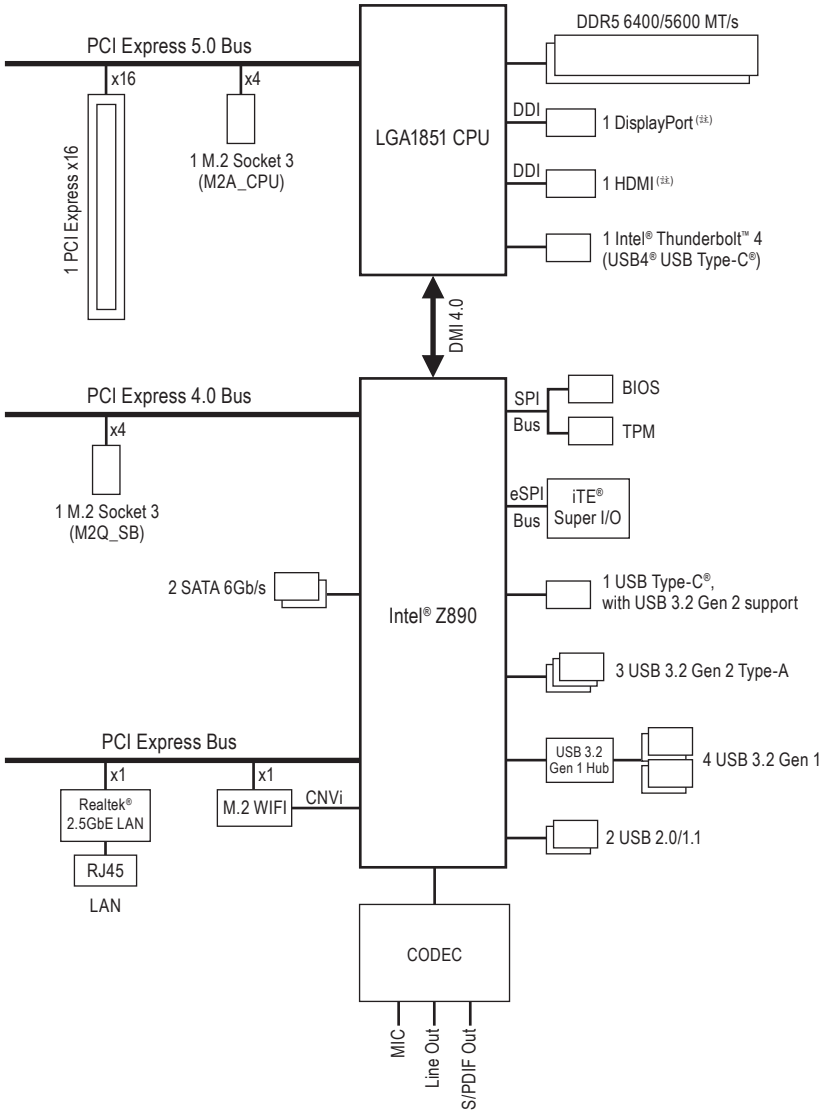 DDR5 6400/5600 MT/s
PCI Express 5.0 Bus
x16
x4
1 PCI Express x16
1 M.2 Socket 3
(M2A_CPU)
LGA1851 CPU
DDI
1 DisplayPort (註)
DDI
1 HDMI (註)
1 Intel® Thunderbolt™ 4
(USB4® USB Type-C®)
DMI 4.0
PCI Express 4.0 Bus
x4
1 M.2 Socket 3
(M2Q_SB)
2 SATA 6Gb/s
Intel® Z890
SPI
Bus
BIOS
TPM
eSPI
Bus
iTE®
Super I/O
1 USB Type-C®,
with USB 3.2 Gen 2 support
3 USB 3.2 Gen 2 Type-A
USB 3.2
Gen 1 Hub
4 USB 3.2 Gen 1
2 USB 2.0/1.1
PCI Express Bus
x1
x1
Realtek®
2.5GbE LAN
M.2 WIFI
CNVi
RJ45
LAN
CODEC
MIC
Line Out
S/PDIF Out